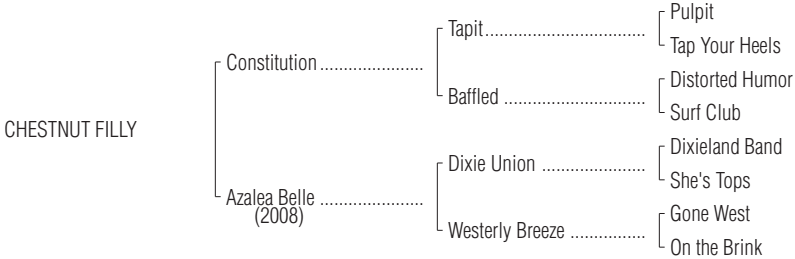 Pulpit
Tapit...................................
Tap Your Heels
Constitution......................
Distorted Humor
Baffled ...............................
Surf Club
CHESTNUT FILLY
Dixieland Band
Dixie Union .......................
She's Tops
Azalea Belle ......................
(2008)
Gone West
Westerly Breeze ................
On the Brink